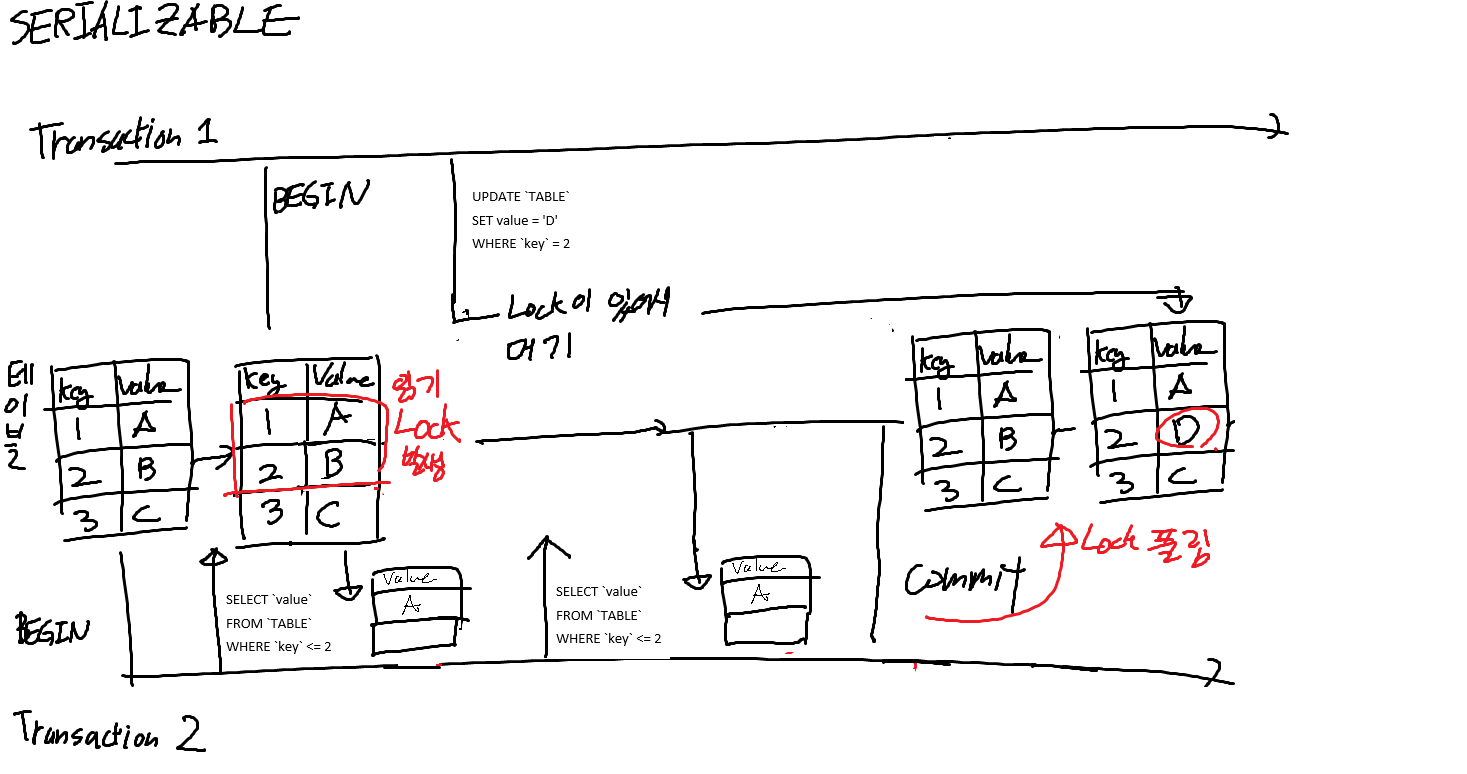 SERIALIZABLE
Transaction 1
BEGIN
UPDATE `TABLE`
SET value = 'D'
WHERE `key` = 2
Lock이 있어서
대기
테이블
key Value
1 A
2 B
3 C
key Value
1 A
2 B
3 C
읽기
Lock
발생
key Value
1 A
2 B
3 C
key Value
1 A
2 D
3 C
Lock 풀림
Commit
BEGIN
SELECT `value`
FROM `TABLE`
WHERE `key` <= 2
Value
A
SELECT `value`
FROM `TABLE`
WHERE `key` <= 2
Value
A
Transaction 2